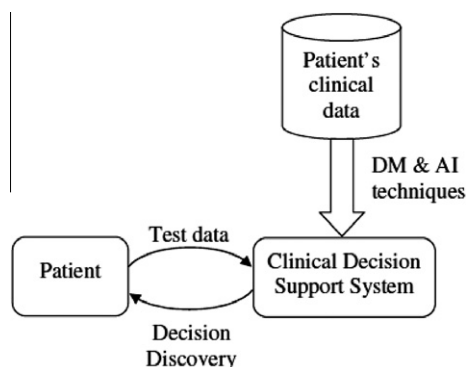 Patient's
clinical
data
DM & AI
techniques
Test data
Patient
Clinical Decision
Support System
Decision
Discovery